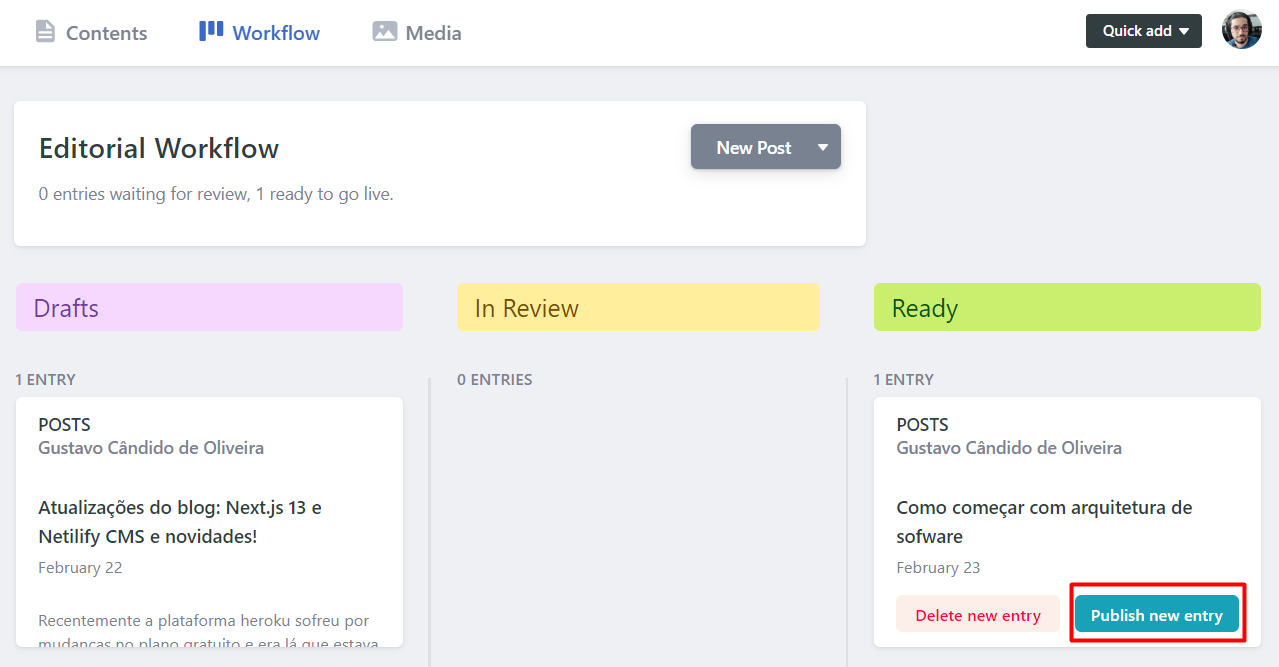 Contents
Workflow
Media
Quick add
Editorial Workflow
New Post
0 entries waiting for review, 1 ready to go live.
Drafts
In Review
Ready
1 ENTRY
0 ENTRIES
1 ENTRY
POSTS
Gustavo Cândido de Oliveira
Atualizações do blog: Next.js 13 e
Netilify CMS e novidades!
February 22
Recentemente a plataforma heroku sofreu por
mudanças no plano gratuito e era lá que estava
POSTS
Gustavo Cândido de Oliveira
Como começar com arquitetura de
sofware
February 23
Delete new entry
Publish new entry